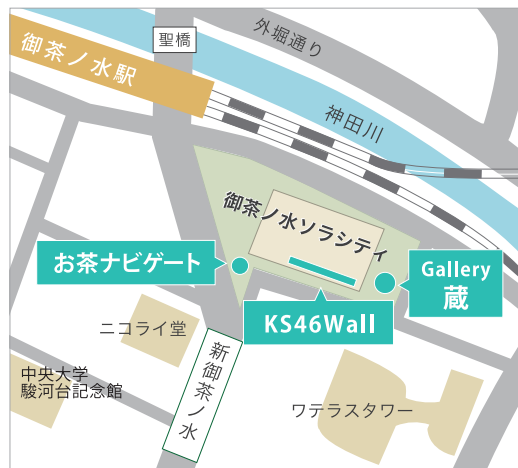 聖橋
外堀通り
御茶ノ水駅
神田川
御茶ノ水ソラシティ
お茶ナビゲート
Gallery
蔵
KS46Wall
ニコライ堂
新御茶ノ水
中央大学
駿河台記念館
ワテラスタワー